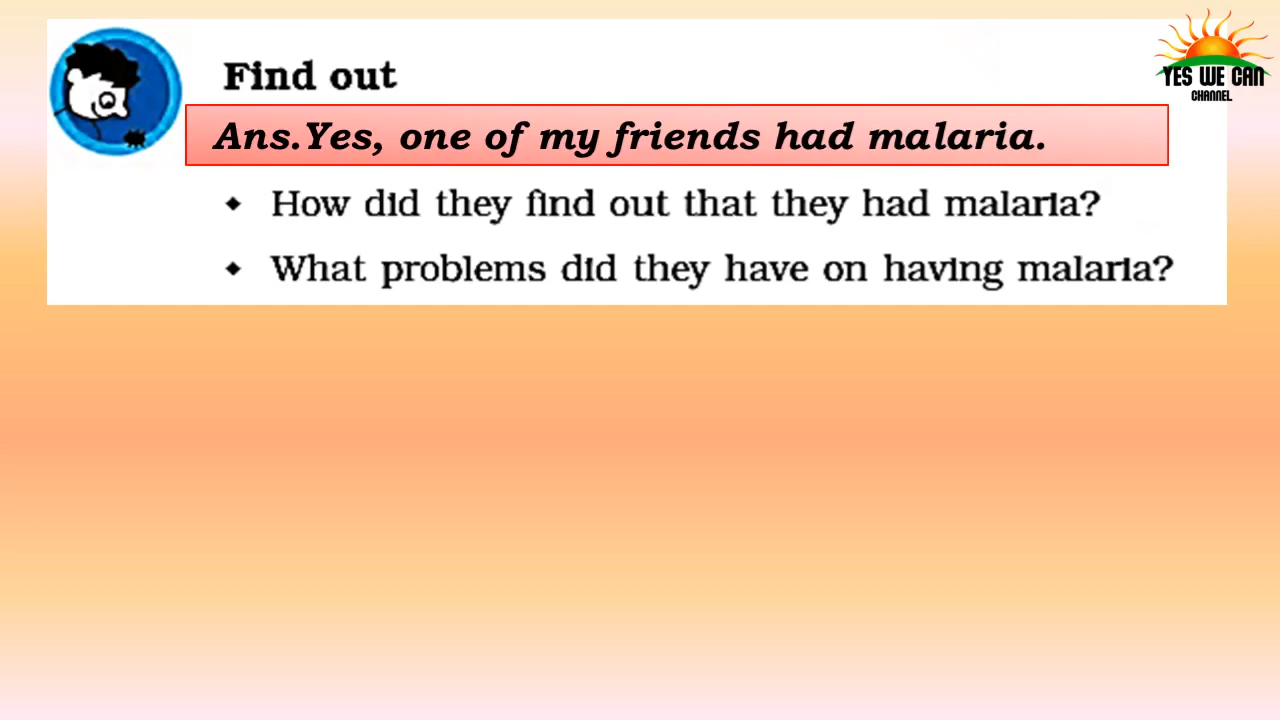 YES WE CAN
CHANNEL
Find out
Ans.Yes, one of my friends had malaria.
◆ How did they find out that they had malaria?
◆ What problems did they have on having malaria?